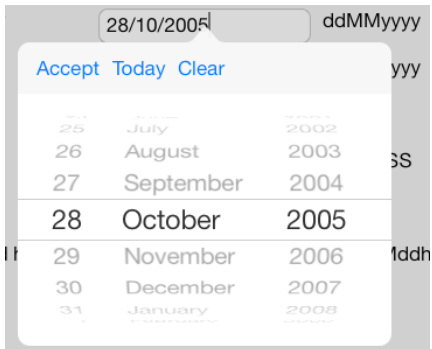 28/10/2005 ddMMyyyy
Accept Today Clear yyy
25 July 2002
26 August 2003
27 September 2004 SS
28 October 2005
29 November 2006 Mddh
30 December 2007
31 January 2008